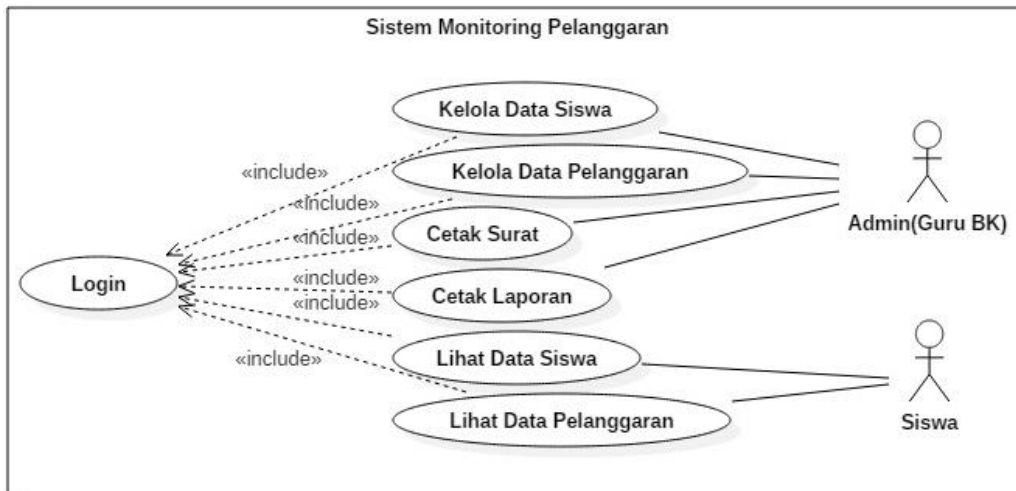 Sistem Monitoring Pelanggaran
Kelola Data Siswa
«include»
Kelola Data Pelanggaran
«include»
Admin(Guru BK)
Cetak Surat
«include»
Login
«include»
Cetak Laporan
«include»
Lihat Data Siswa
«include»
Lihat Data Pelanggaran
Siswa